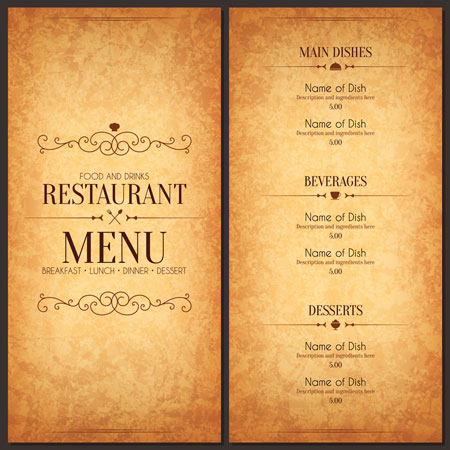 FOOD AND DRINKS
RESTAURANT
MENU
BREAKFAST • LUNCH • DINNER • DESSERT
MAIN DISHES
Name of Dish
Description and ingredients here
5.00
Name of Dish
Description and ingredients here
5.00
BEVERAGES
Name of Dish
Description and ingredients here
5.00
Name of Dish
Description and ingredients here
5.00
DESSERTS
Name of Dish
Description and ingredients here
5.00
Name of Dish
Description and ingredients here
5.00